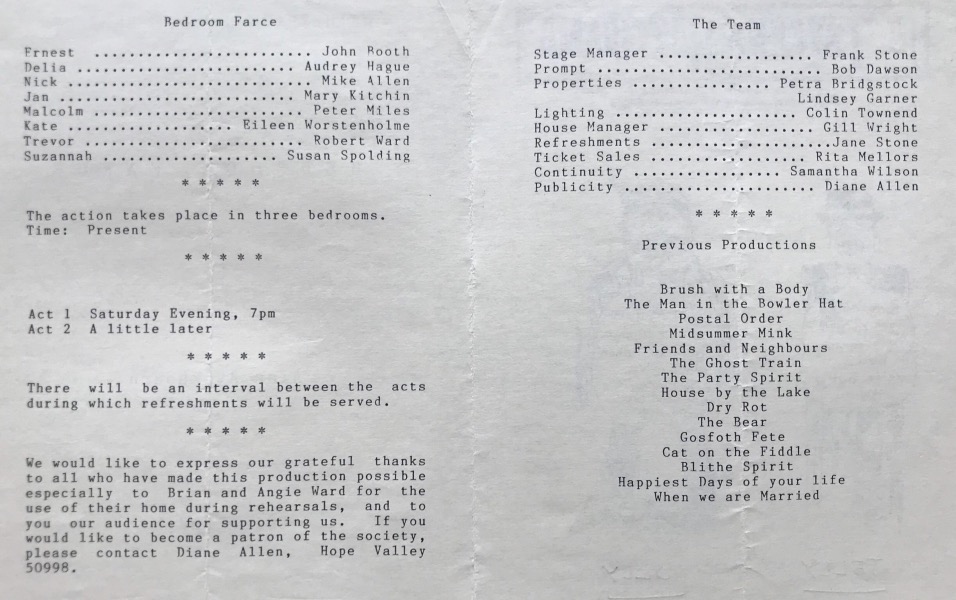 Bedroom Farce
Ernest .......................... John Rooth
Delia .......................... Audrey Hague
Nick ............................. Mike Allen
Jan ............................ Mary Kitchin
Malcolm ........................ Peter Miles
Kate .................... Eileen Worstenholme
Trevor ......................... Robert Ward
Suzannah ..................... Susan Spolding
* * * * *
The action takes place in three bedrooms.
Time: Present
* * * * *
Act 1 Saturday Evening, 7pm
Act 2 A little later
* * * * *
There will be an interval between the acts
during which refreshments will be served.
* * * * *
We would like to express our grateful thanks
to all who have made this production possible
especially to Brian and Angie Ward for the
use of their home during rehearsals, and to
you our audience for supporting us. If you
would like to become a patron of the society,
please contact Diane Allen, Hope Valley
50998.
The Team
Stage Manager .................. Frank Stone
Prompt .......................... Bob Dawson
Properties ................ Petra Bridgstock
Lindsey Garner
Lighting ..................... Colin Townend
House Manager .................. Gill Wright
Refreshments .....................Jane Stone
Ticket Sales .................. Rita Mellors
Continuity ................. Samantha Wilson
Publicity ...................... Diane Allen
* * * * *
Previous Productions
Brush with a Body
The Man in the Bowler Hat
Postal Order
Midsummer Mink
Friends and Neighbours
The Ghost Train
The Party Spirit
House by the Lake
Dry Rot
The Bear
Gosfoth Fete
Cat on the Fiddle
Blithe Spirit
Happiest Days of your life
When we are Married